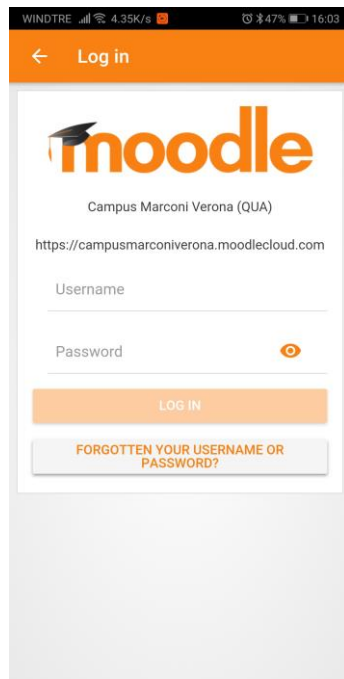 WINDTRE 4.35K/s 47% 16:03
Log in
moodle
Campus Marconi Verona (QUA)
https://campusmarconiverona.moodlecloud.com
Username
Password
LOG IN
FORGOTTEN YOUR USERNAME OR
PASSWORD?